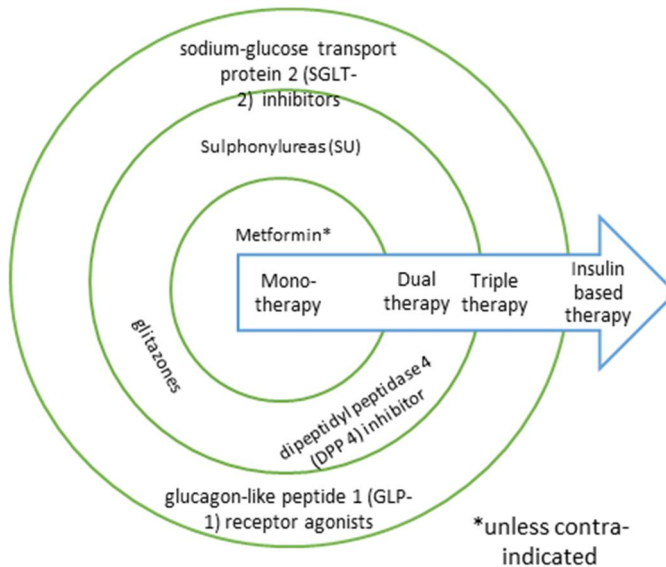 sodium-glucose transport
protein 2 (SGLT-
2) inhibitors
Sulphonylureas (SU)
Metformin*
Mono-
therapy
Dual
therapy
Triple
therapy
Insulin
based
therapy
glitazones
dipeptidyl peptidase 4
(DPP 4) inhibitor
glucagon-like peptide 1 (GLP-
1) receptor agonists
*unless contra-
indicated